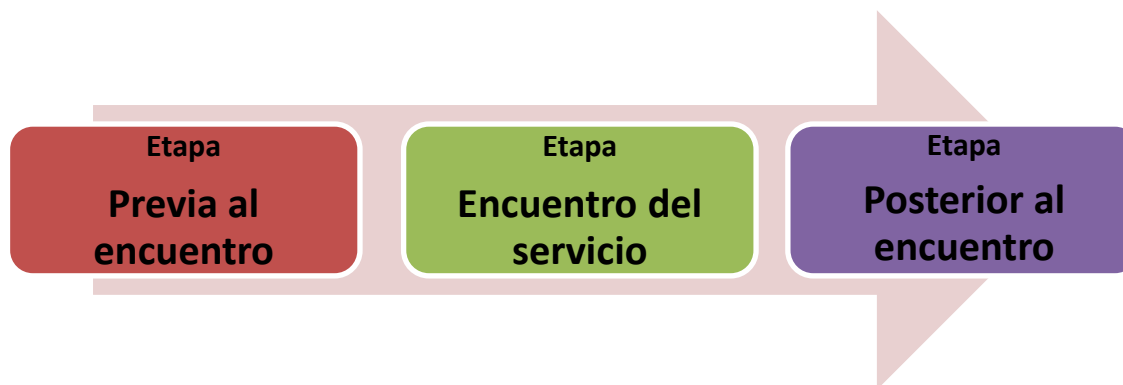 Etapa
Previa al
encuentro
Etapa
Encuentro del
servicio
Etapa
Posterior al
encuentro